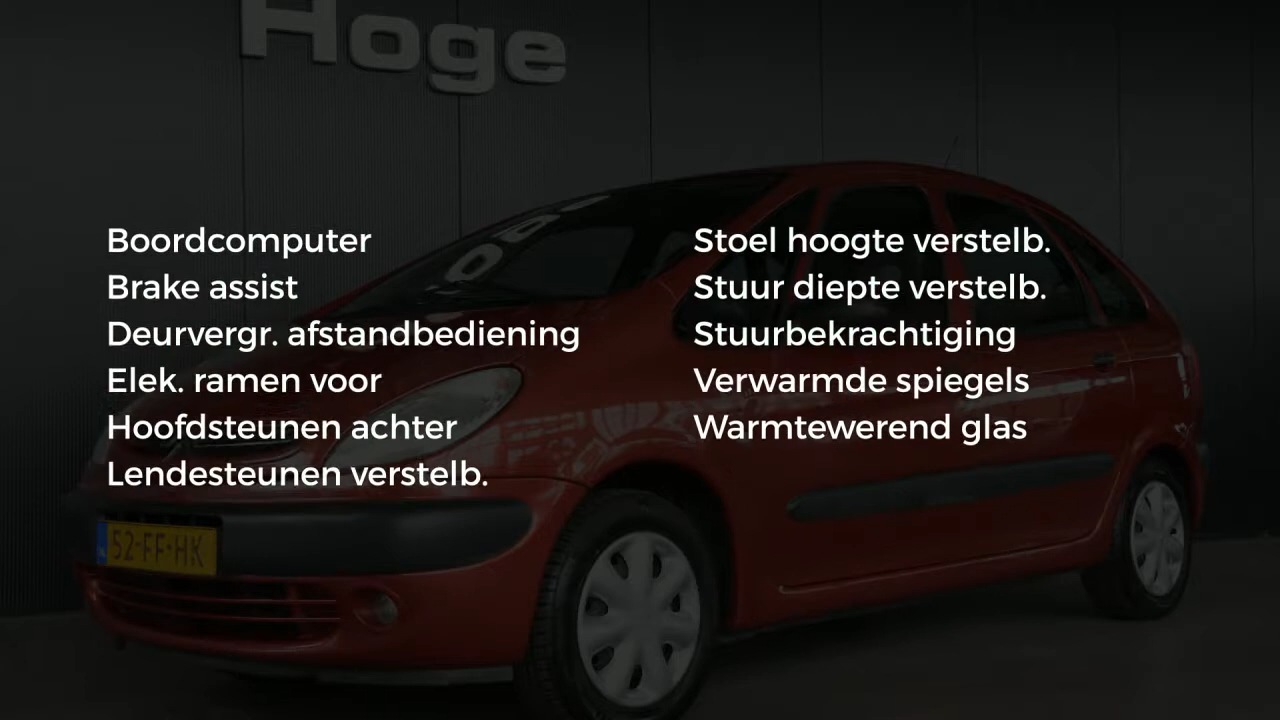 Hoge
Boordcomputer
Brake assist
Deurvergr. afstandbediening
Elek. ramen voor
Hoofdsteunen achter
Lendesteunen verstelb.
Stoel hoogte verstelb.
Stuur diepte verstelb.
Stuurbekrachtiging
Verwarmde spiegels
Warmtewerend glas
52-FF-HK